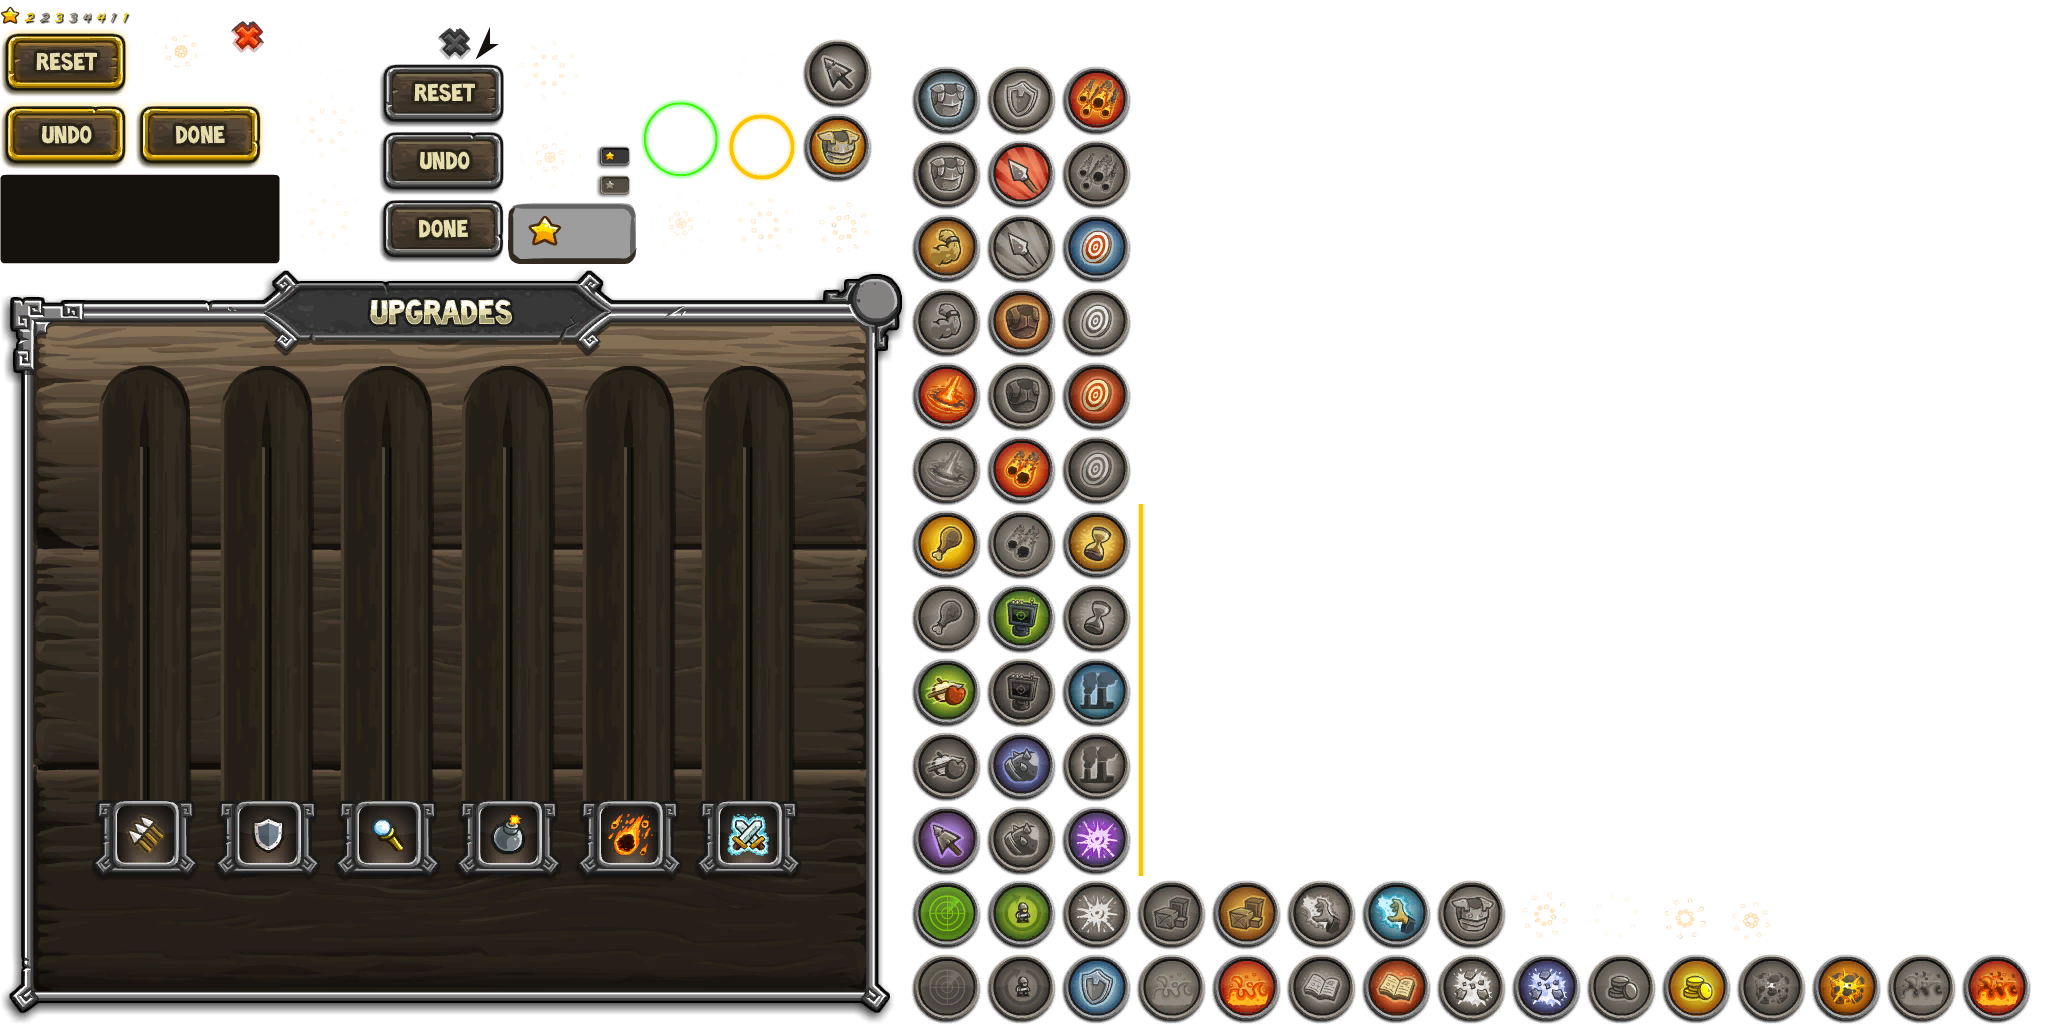 2 2 3 3 4 4 1 1
RESET
UNDO
DONE
RESET
UNDO
DONE
UPGRADES